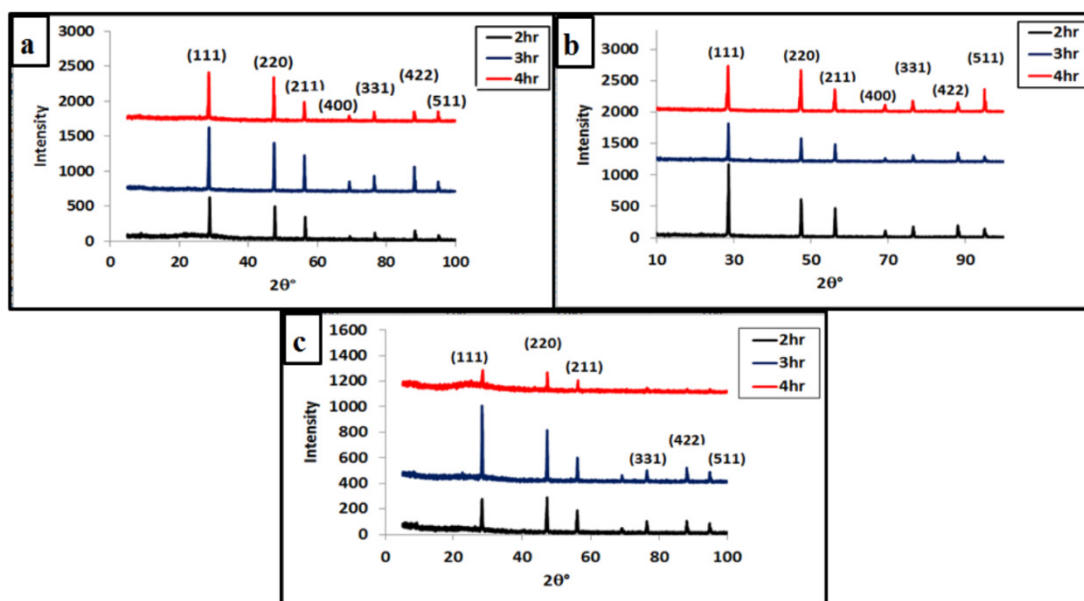 a
3000
2500
2000
1500
1000
500
0
Intensity
(111)
(220)
(211)
(400)
(331)
(422)
(511)
2hr
3hr
4hr
0 20 40 60 80 100
2θ°
b
3000
2500
2000
1500
1000
500
0
Intensity
(111)
(220)
(211)
(400)
(331)
(422)
(511)
2hr
3hr
4hr
10 30 50 70 90
2θ°
c
1600
1400
1200
1000
800
600
400
200
0
Intensity
(111)
(220)
(211)
(331)
(422)
(511)
2hr
3hr
4hr
0 20 40 60 80 100
2θ°